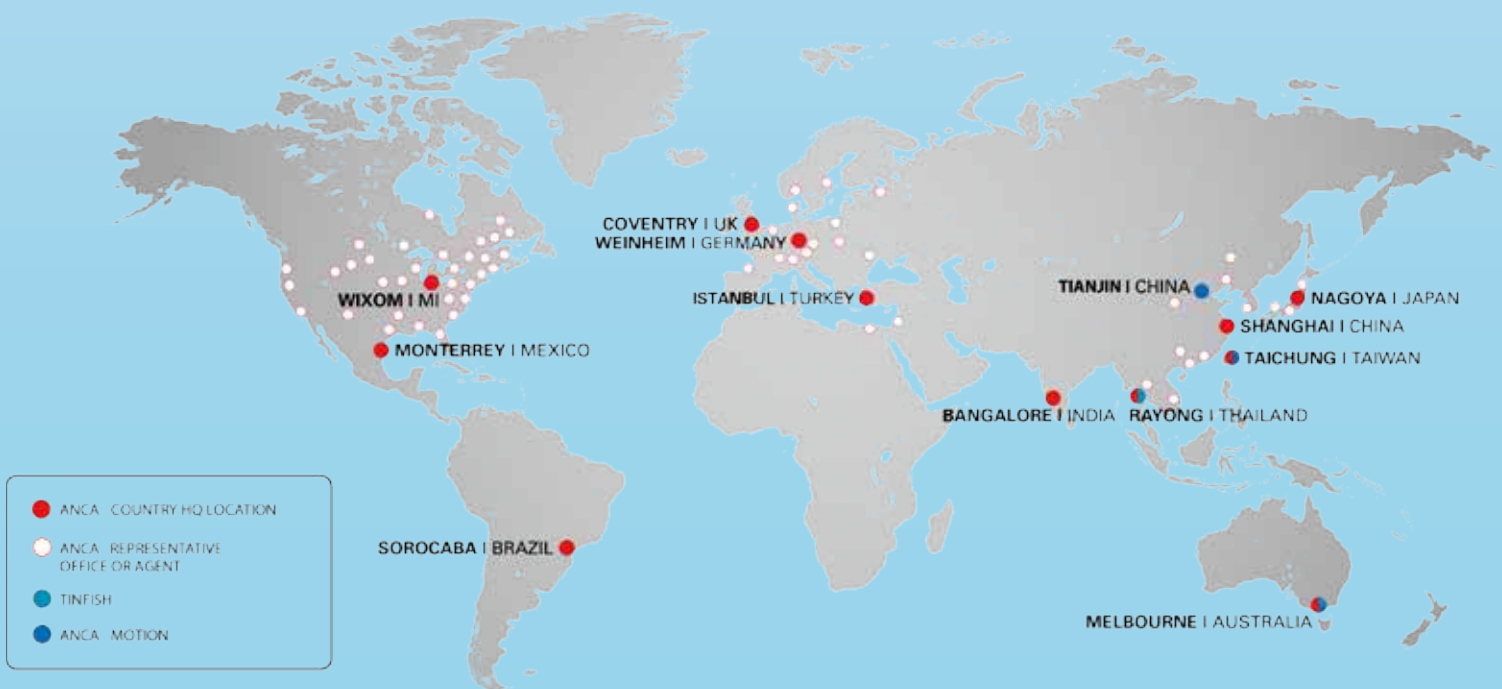 COVENTRY | UK
WEINHEIM | GERMANY
ISTANBUL | TURKEY
TIANJIN | CHINA
NAGOYA | JAPAN
SHANGHAI | CHINA
TAICHUNG | TAIWAN
WIXOM | MI
MONTERREY | MEXICO
BANGALORE | INDIA
RAYONG | THAILAND
SOROCABA | BRAZIL
MELBOURNE | AUSTRALIA
ANCA COUNTRY HQ LOCATION
ANCA REPRESENTATIVE
OFFICE OR AGENT
TINFISH
ANCA MOTION